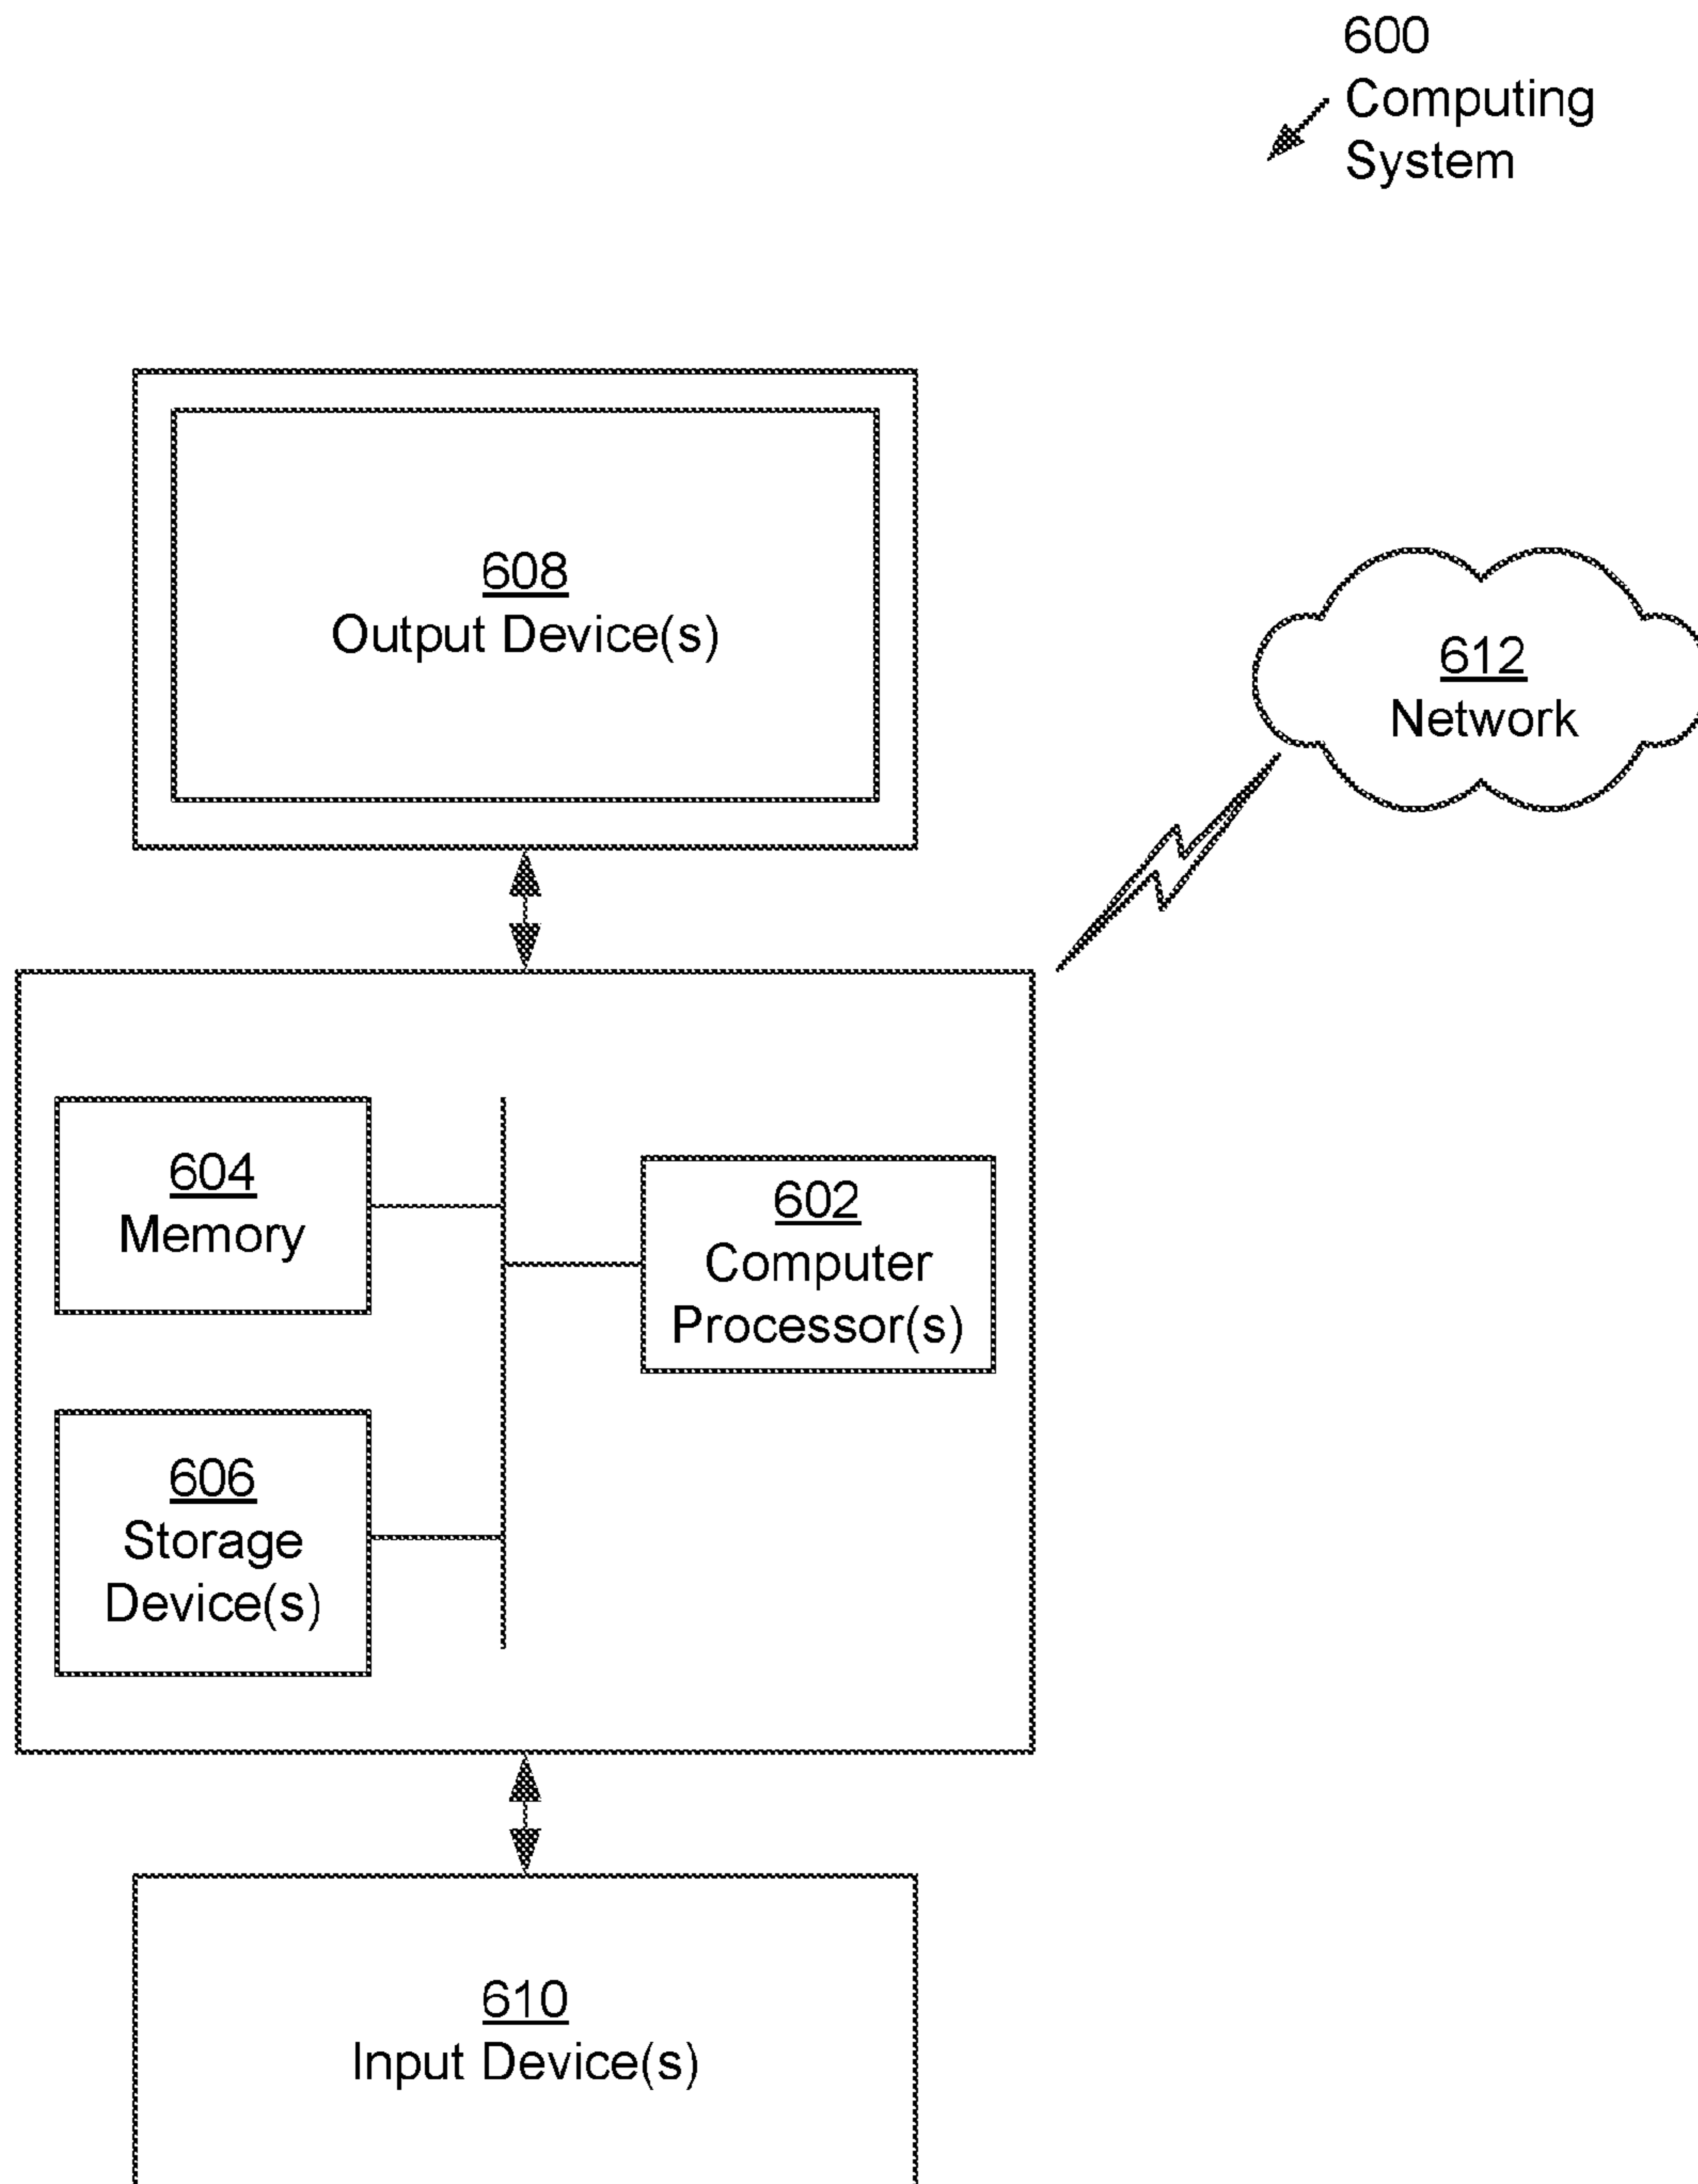 600
Computing
System
608
Output Device(s)
612
Network
604
Memory
602
Computer
Processor(s)
606
Storage
Device(s)
610
Input Device(s)